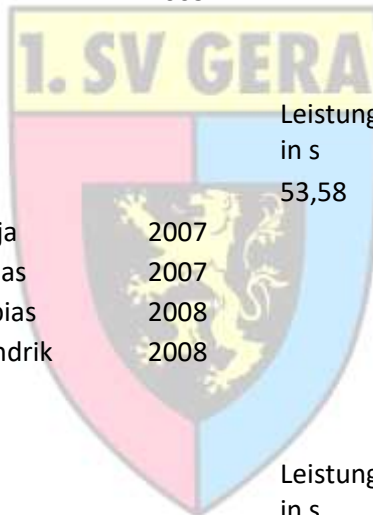 1. SV GERA
Leistung
in s
53,58
2007
2007
2008
2008
Leistung
in s